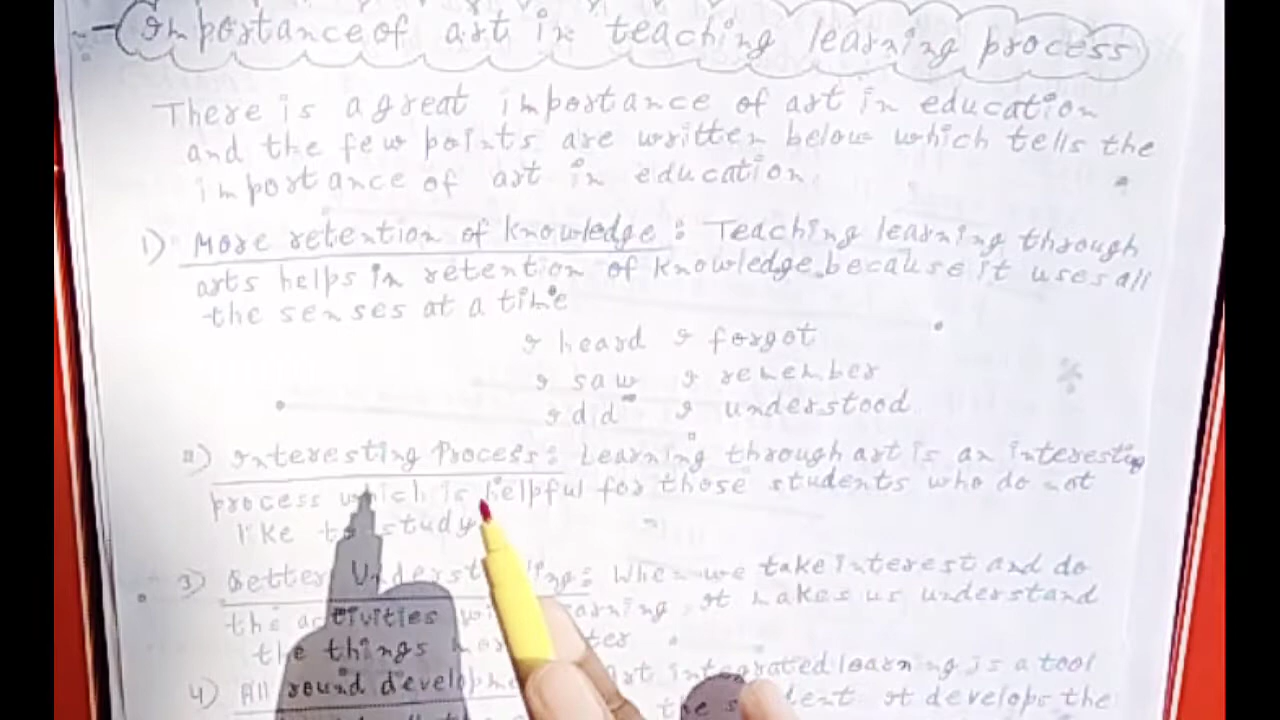 Importance of art in teaching learning process
There is a great importance of art in education
and the few points are written below which tells the
importance of art in education.
1) More retention of knowledge : Teaching learning through
arts helps in retention of knowledge because it uses all
the senses at a time
I heard I forgot
I saw I remember
I did I understood
2) Interesting Process : Learning through art is an interesting
process which is helpful for those students who do not
like to study
3) Better Understanding : When we take interest and do
the activities learning, It makes us understand
the things
4) All round integrated learning is a tool
the student It develops the